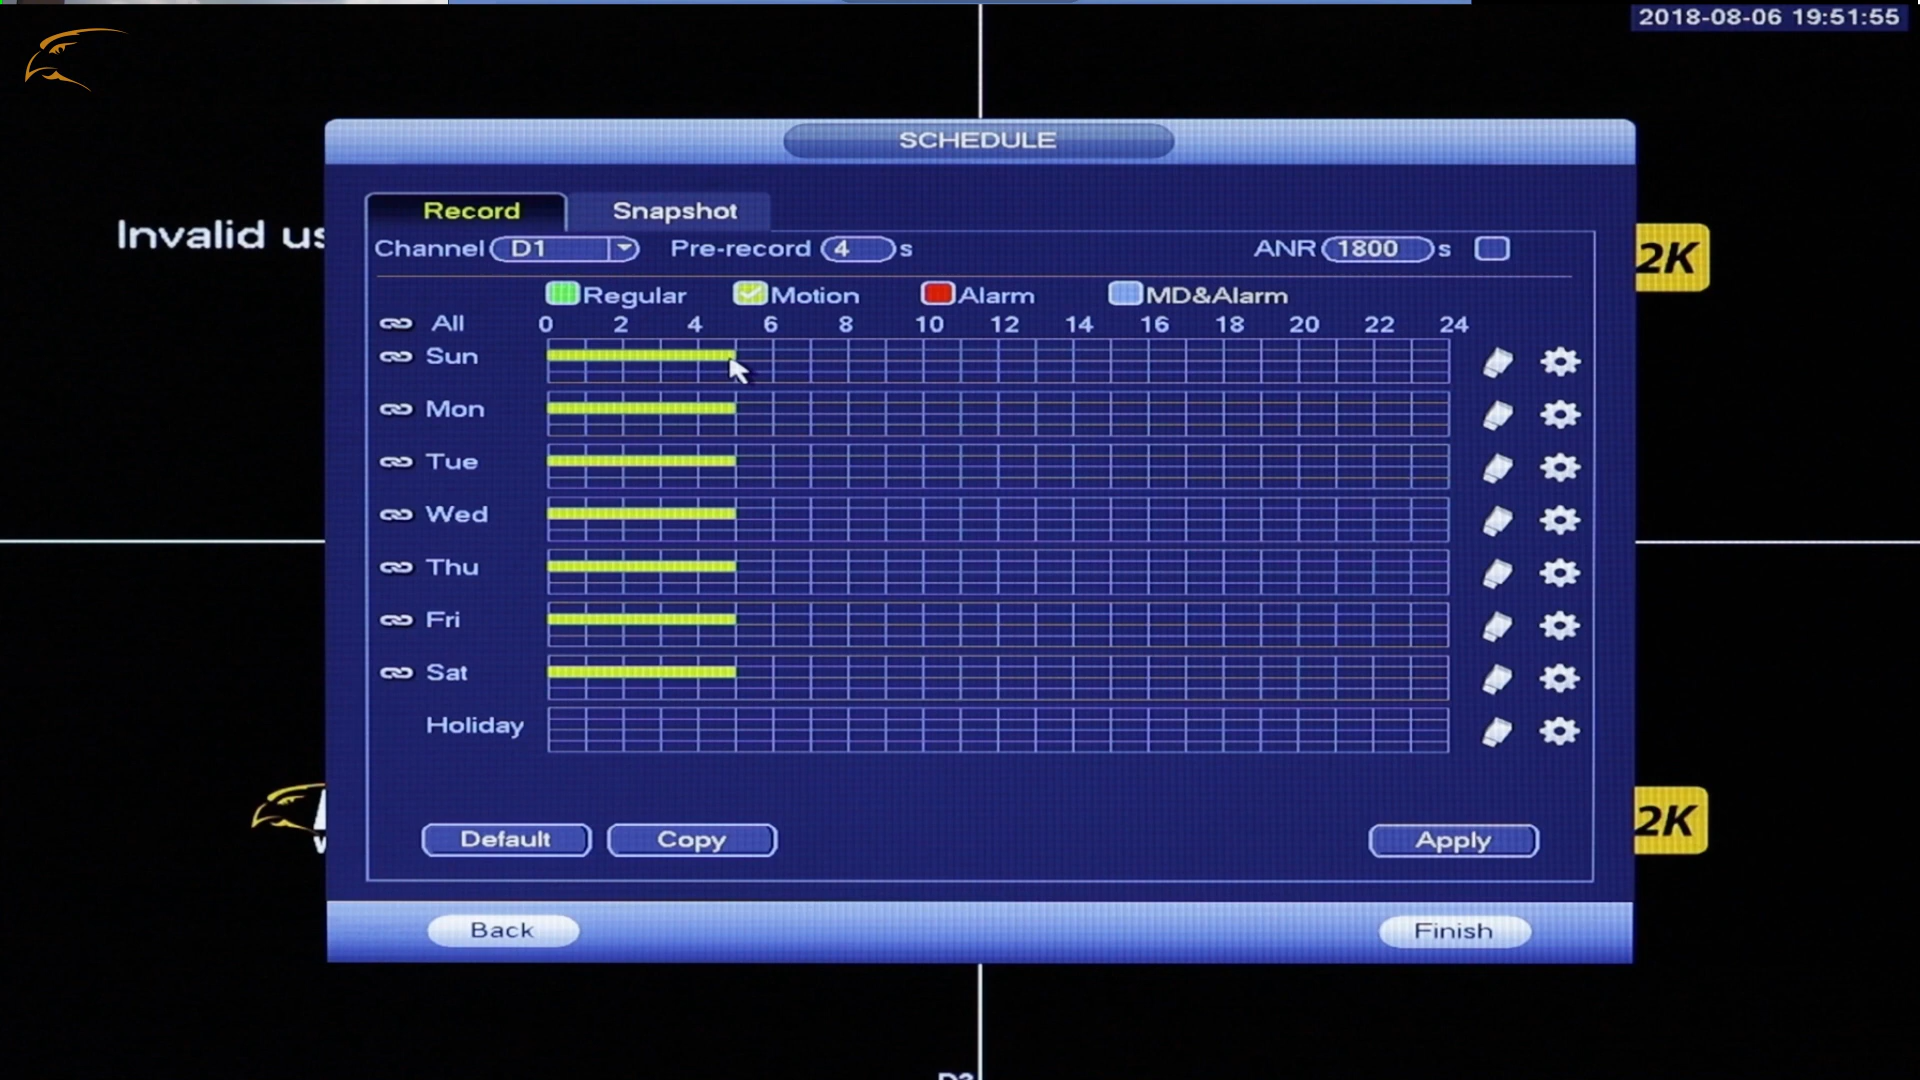 2018-08-06 19:51:55
SCHEDULE
Record Snapshot
Invalid us
Channel D1 Pre-record 4 s ANR 1800 s
2K
Regular Motion Alarm MD&Alarm
All 0 2 4 6 8 10 12 14 16 18 20 22 24
Sun
Mon
Tue
Wed
Thu
Fri
Sat
Holiday
2K
Default Copy Apply
Back Finish